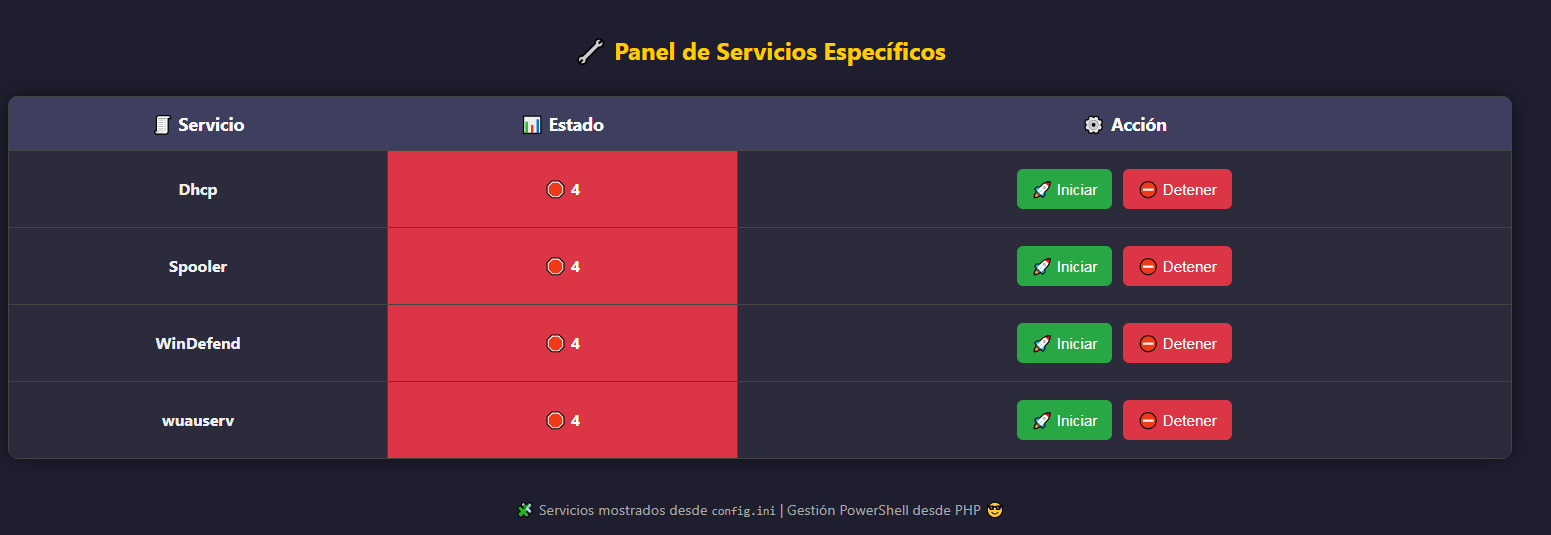 🔧 Panel de Servicios Específicos
🧾 Servicio 📊 Estado ⚙️ Acción
Dhcp 🛑 4 🚀 Iniciar ⛔ Detener
Spooler 🛑 4 🚀 Iniciar ⛔ Detener
WinDefend 🛑 4 🚀 Iniciar ⛔ Detener
wuauserv 🛑 4 🚀 Iniciar ⛔ Detener
🧩 Servicios mostrados desde config.ini | Gestión PowerShell desde PHP 😎